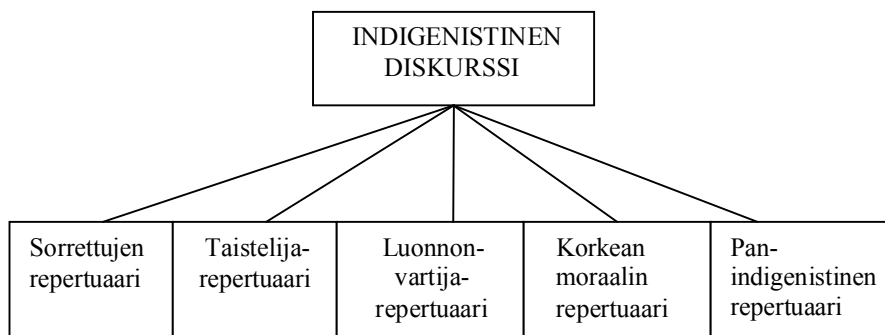 INDIGENISTINEN
DISKURSSI
Sorrettujen
repertuaari
Taistelija-
repertuaari
Luonnon-
vartija-
repertuaari
Korkean
moraalin
repertuaari
Pan-
indigenistinen
repertuaari